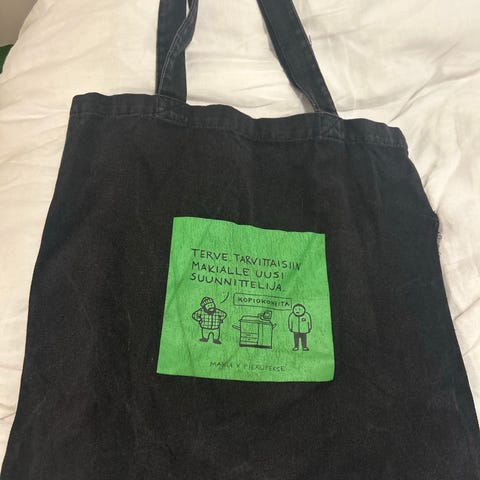 TERVE. TARVITTAISIIN
MAKIALLE UUSI
SUUNNITTELIJA.
KOPIOKONEITA
MAKIA X PIERUPERSE